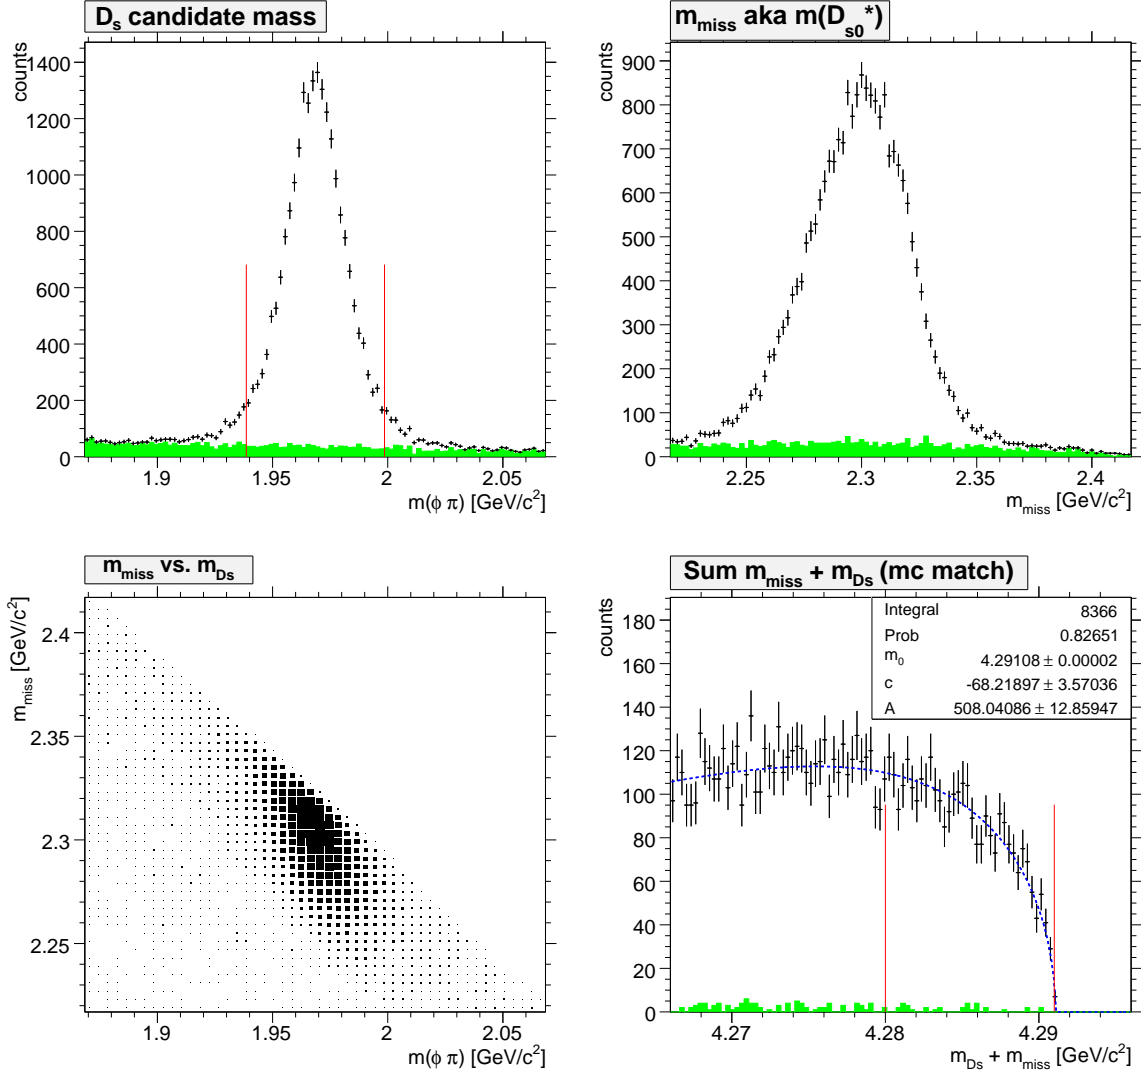 D_s candidate mass
counts
1400
1200
1000
800
600
400
200
0
1.9 1.95 2 2.05
m(ϕ π) [GeV/c²]
m_miss aka m(D_s0*)
counts
900
800
700
600
500
400
300
200
100
0
2.25 2.3 2.35 2.4
m_miss [GeV/c²]
m_miss vs. m_Ds
m_miss [GeV/c²]
2.4
2.35
2.3
2.25
1.9 1.95 2 2.05
m(ϕ π) [GeV/c²]
Sum m_miss + m_Ds (mc match)
counts
180
160
140
120
100
80
60
40
20
0
Integral 8366
Prob 0.82651
m_0 4.29108 ± 0.00002
c -68.21897 ± 3.57036
A 508.04086 ± 12.85947
4.27 4.28 4.29
m_Ds + m_miss [GeV/c²]